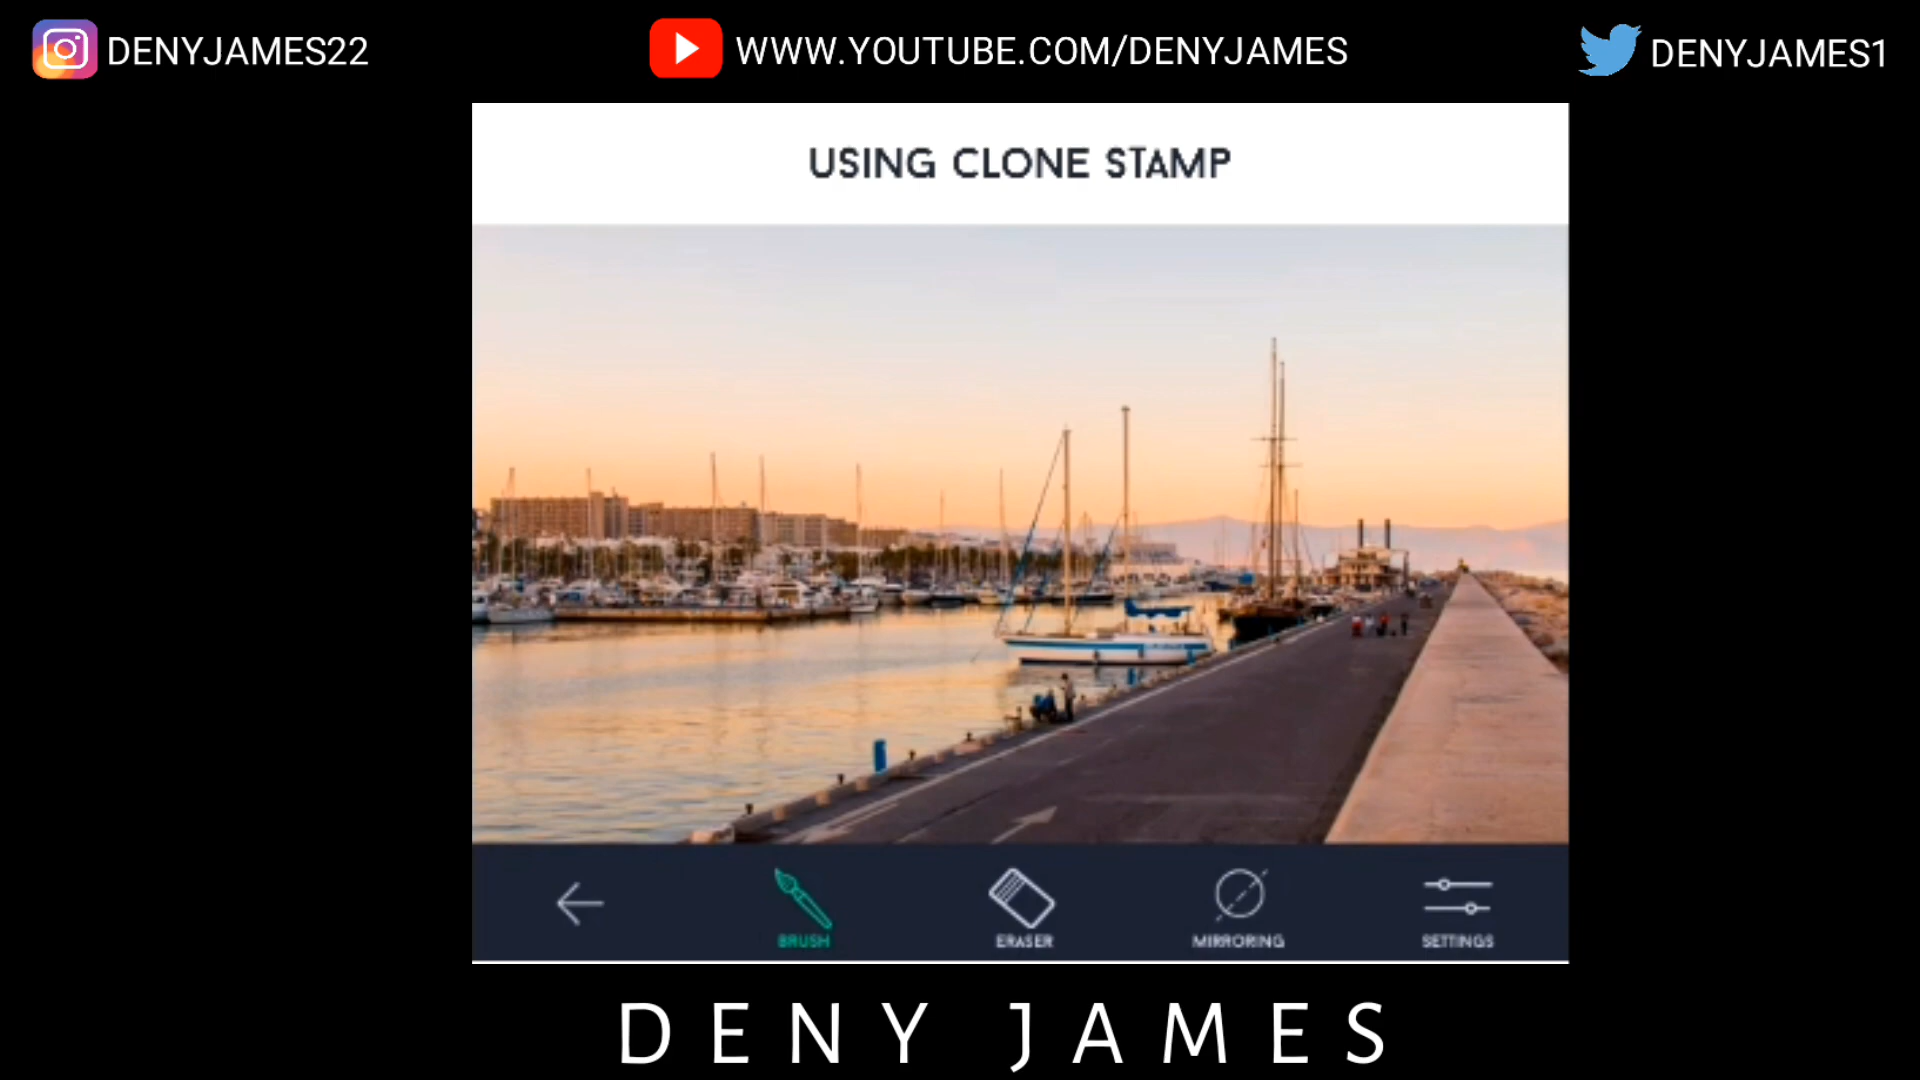 DENYJAMES22
WWW.YOUTUBE.COM/DENYJAMES
DENYJAMES1
USING CLONE STAMP
BRUSH
ERASER
MIRRORING
SETTINGS
DENY JAMES